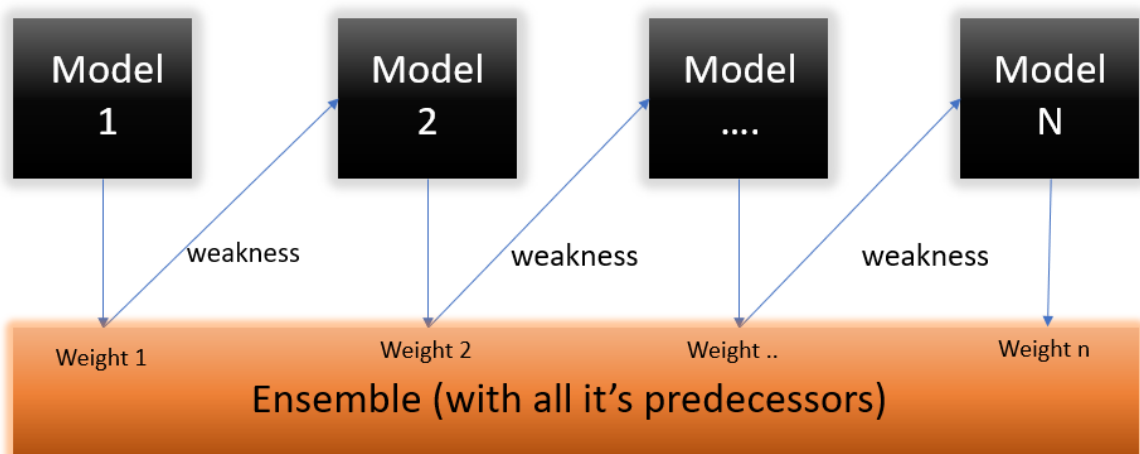 Model
1
Model
2
Model
....
Model
N
weakness
weakness
weakness
Weight 1
Weight 2
Weight ..
Weight n
Ensemble (with all it's predecessors)